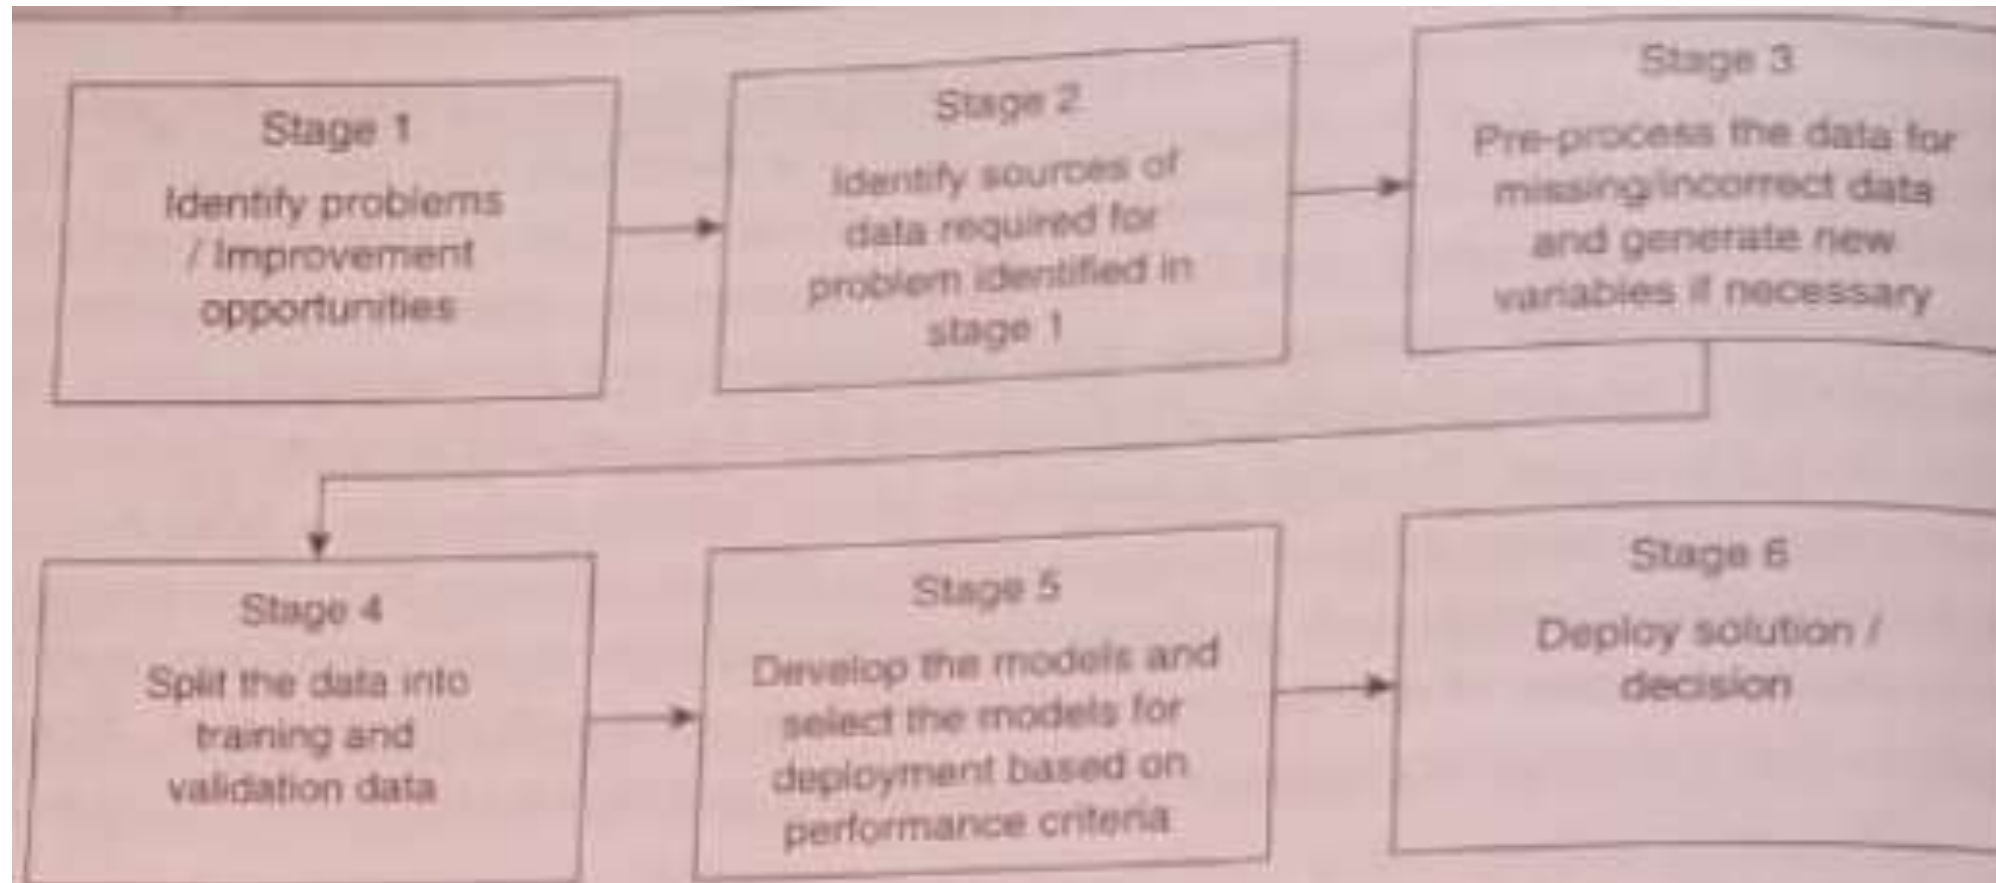 Stage 1
Identify problems
/ Improvement
opportunities
Stage 2
Identify sources of
data required for
problem identified in
stage 1
Stage 3
Pre-process the data for
missing/incorrect data
and generate new
variables if necessary
Stage 4
Split the data into
training and
validation data
Stage 5
Develop the models and
select the models for
deployment based on
performance criteria
Stage 6
Deploy solution /
decision